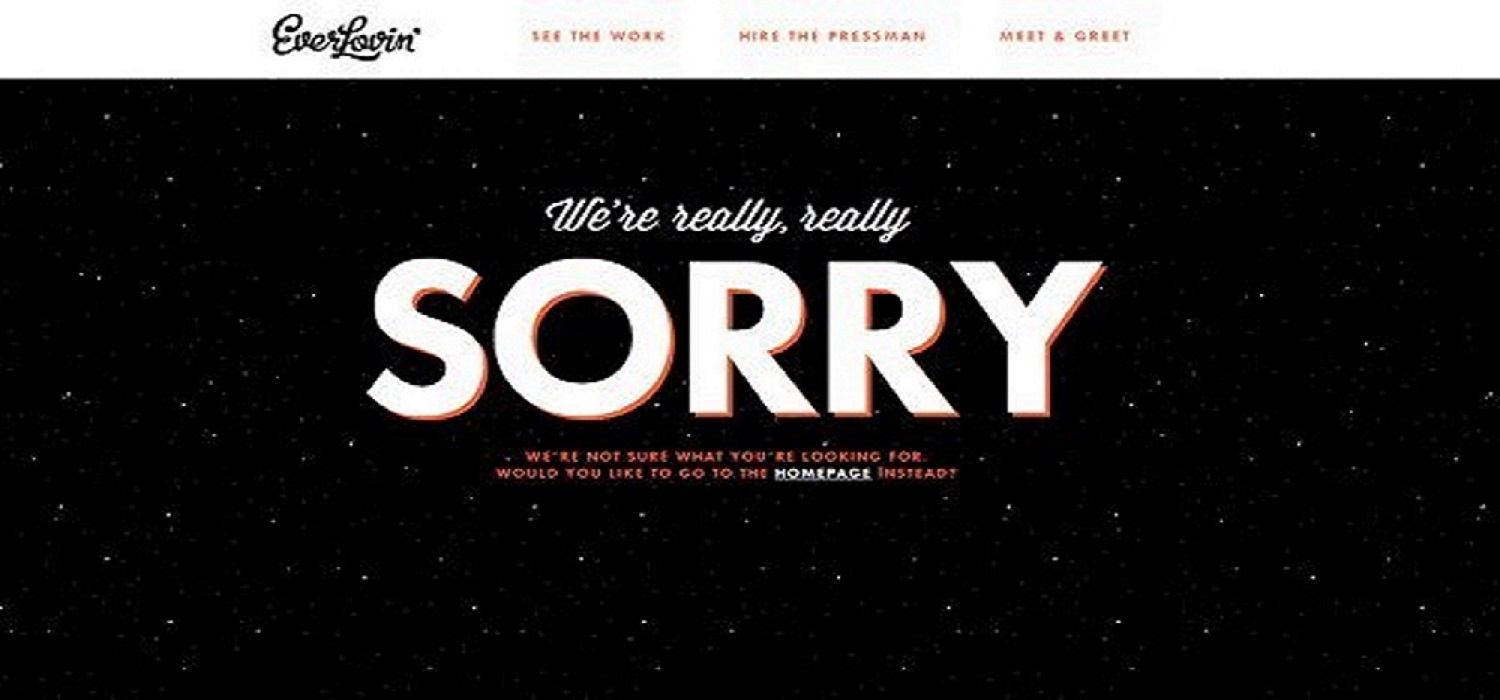 EverLovin'
SEE THE WORK
HIRE THE PRESSMAN
MEET & GREET
We're really, really
SORRY
WE'RE NOT SURE WHAT YOU'RE LOOKING FOR.
WOULD YOU LIKE TO GO TO THE HOMEPAGE INSTEAD?